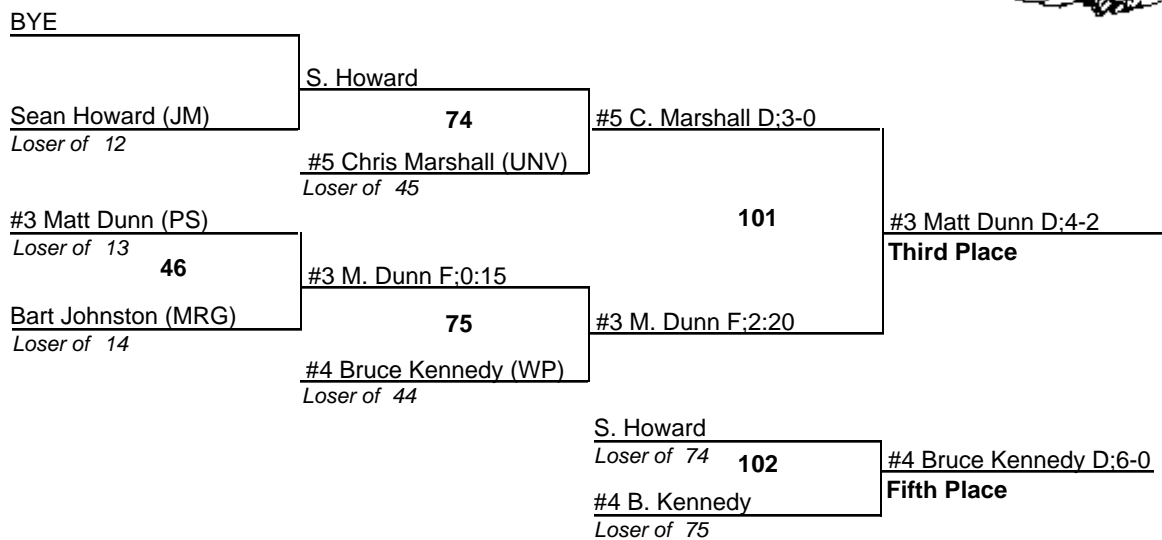 BYE
S. Howard
Sean Howard (JM)
Loser of 12
74
#5 C. Marshall D;3-0
#5 Chris Marshall (UNV)
Loser of 45
#3 Matt Dunn (PS)
Loser of 13
101
#3 Matt Dunn D;4-2
Third Place
46
#3 M. Dunn F;0:15
Bart Johnston (MRG)
Loser of 14
75
#3 M. Dunn F;2:20
#4 Bruce Kennedy (WP)
Loser of 44
S. Howard
Loser of 74
102
#4 Bruce Kennedy D;6-0
Fifth Place
#4 B. Kennedy
Loser of 75